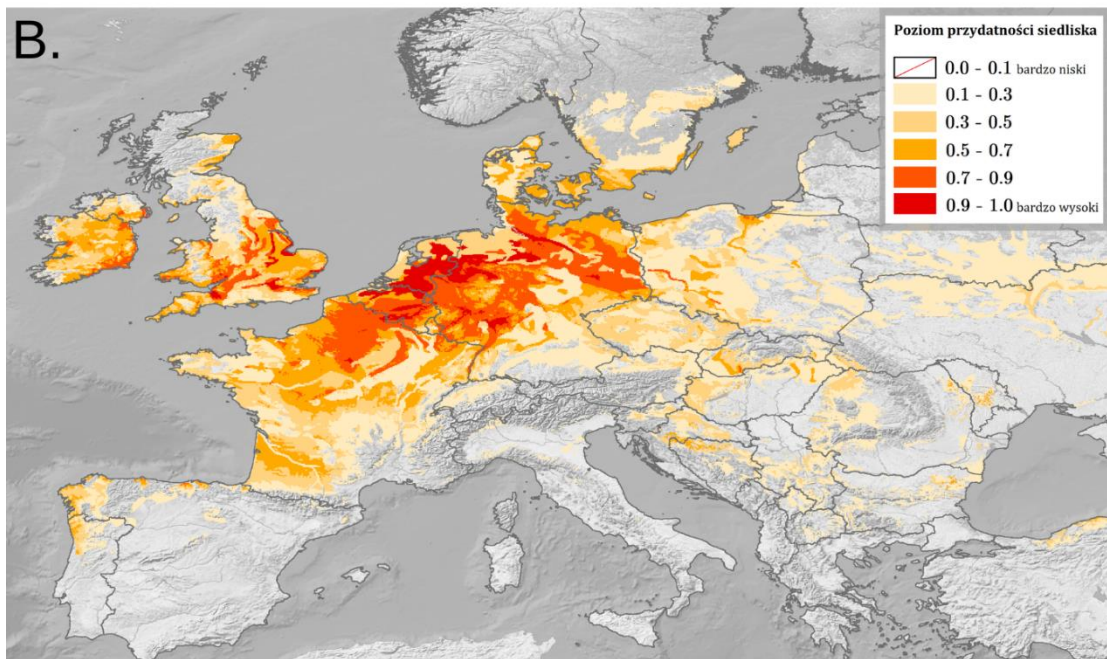 B.
Poziom przydatności siedliska
0.0 - 0.1 bardzo niski
0.1 - 0.3
0.3 - 0.5
0.5 - 0.7
0.7 - 0.9
0.9 - 1.0 bardzo wysoki